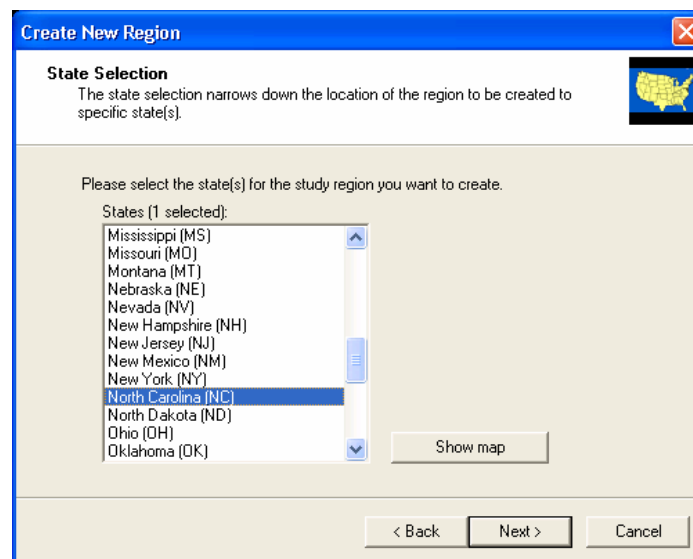 Create New Region
State Selection
The state selection narrows down the location of the region to be created to
specific state(s).
Please select the state(s) for the study region you want to create.
States (1 selected):
Mississippi (MS)
Missouri (MO)
Montana (MT)
Nebraska (NE)
Nevada (NV)
New Hampshire (NH)
New Jersey (NJ)
New Mexico (NM)
New York (NY)
North Carolina (NC)
North Dakota (ND)
Ohio (OH)
Oklahoma (OK)
Show map
< Back
Next >
Cancel